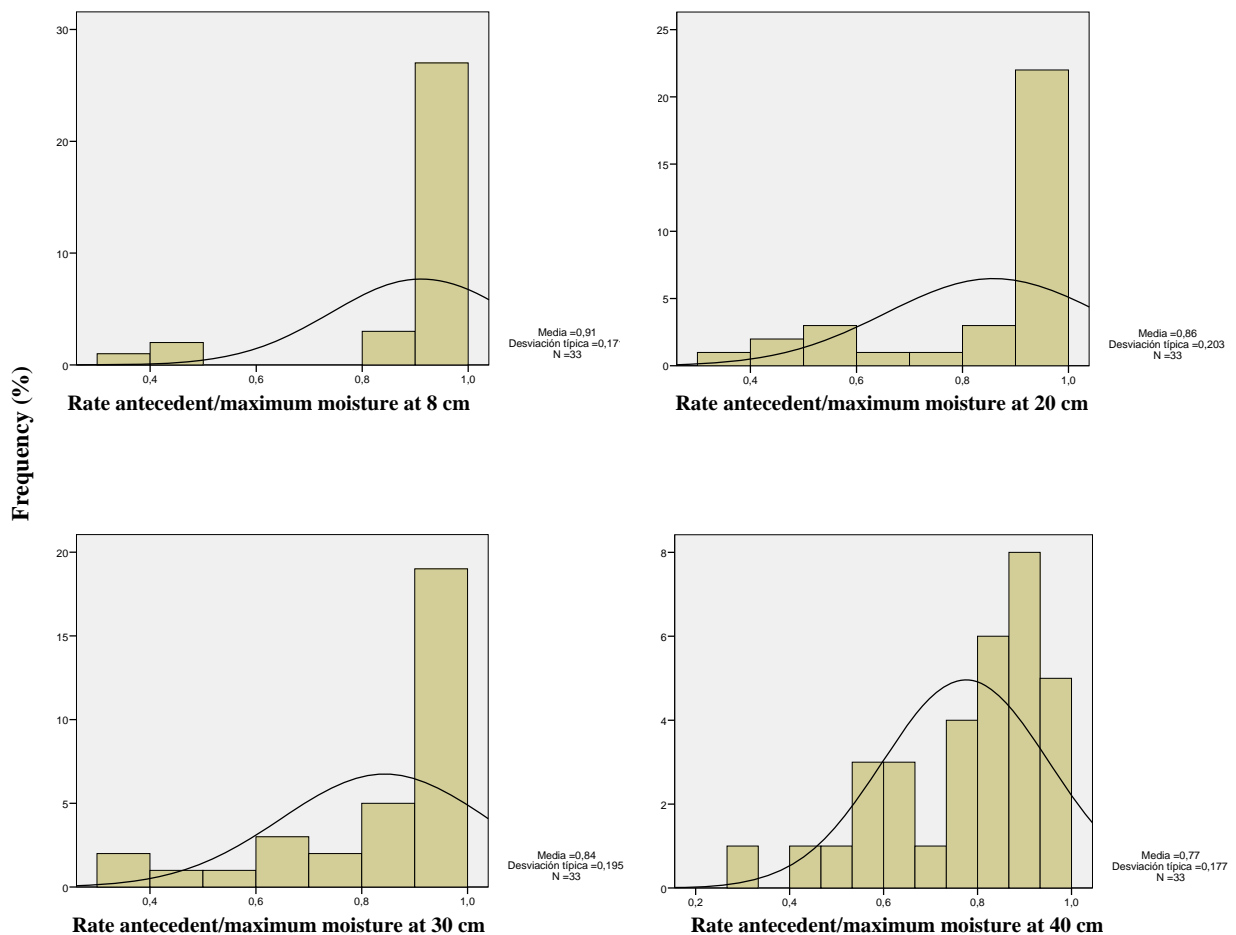 30
20
10
0
0,4
0,6
0,8
1,0
Media =0,91
Desviación típica =0,17
N =33
Rate antecedent/maximum moisture at 8 cm
25
20
15
10
5
0
0,4
0,6
0,8
1,0
Media =0,86
Desviación típica =0,203
N =33
Rate antecedent/maximum moisture at 20 cm
Frequency (%)
20
15
10
5
0
0,4
0,6
0,8
1,0
Media =0,84
Desviación típica =0,195
N =33
Rate antecedent/maximum moisture at 30 cm
8
6
4
2
0
0,2
0,4
0,6
0,8
1,0
Media =0,77
Desviación típica =0,177
N =33
Rate antecedent/maximum moisture at 40 cm